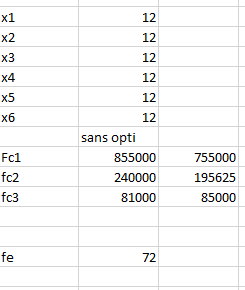 x1 12
x2 12
x3 12
x4 12
x5 12
x6 12
sans opti
Fc1 855000 755000
fc2 240000 195625
fc3 81000 85000
fe 72